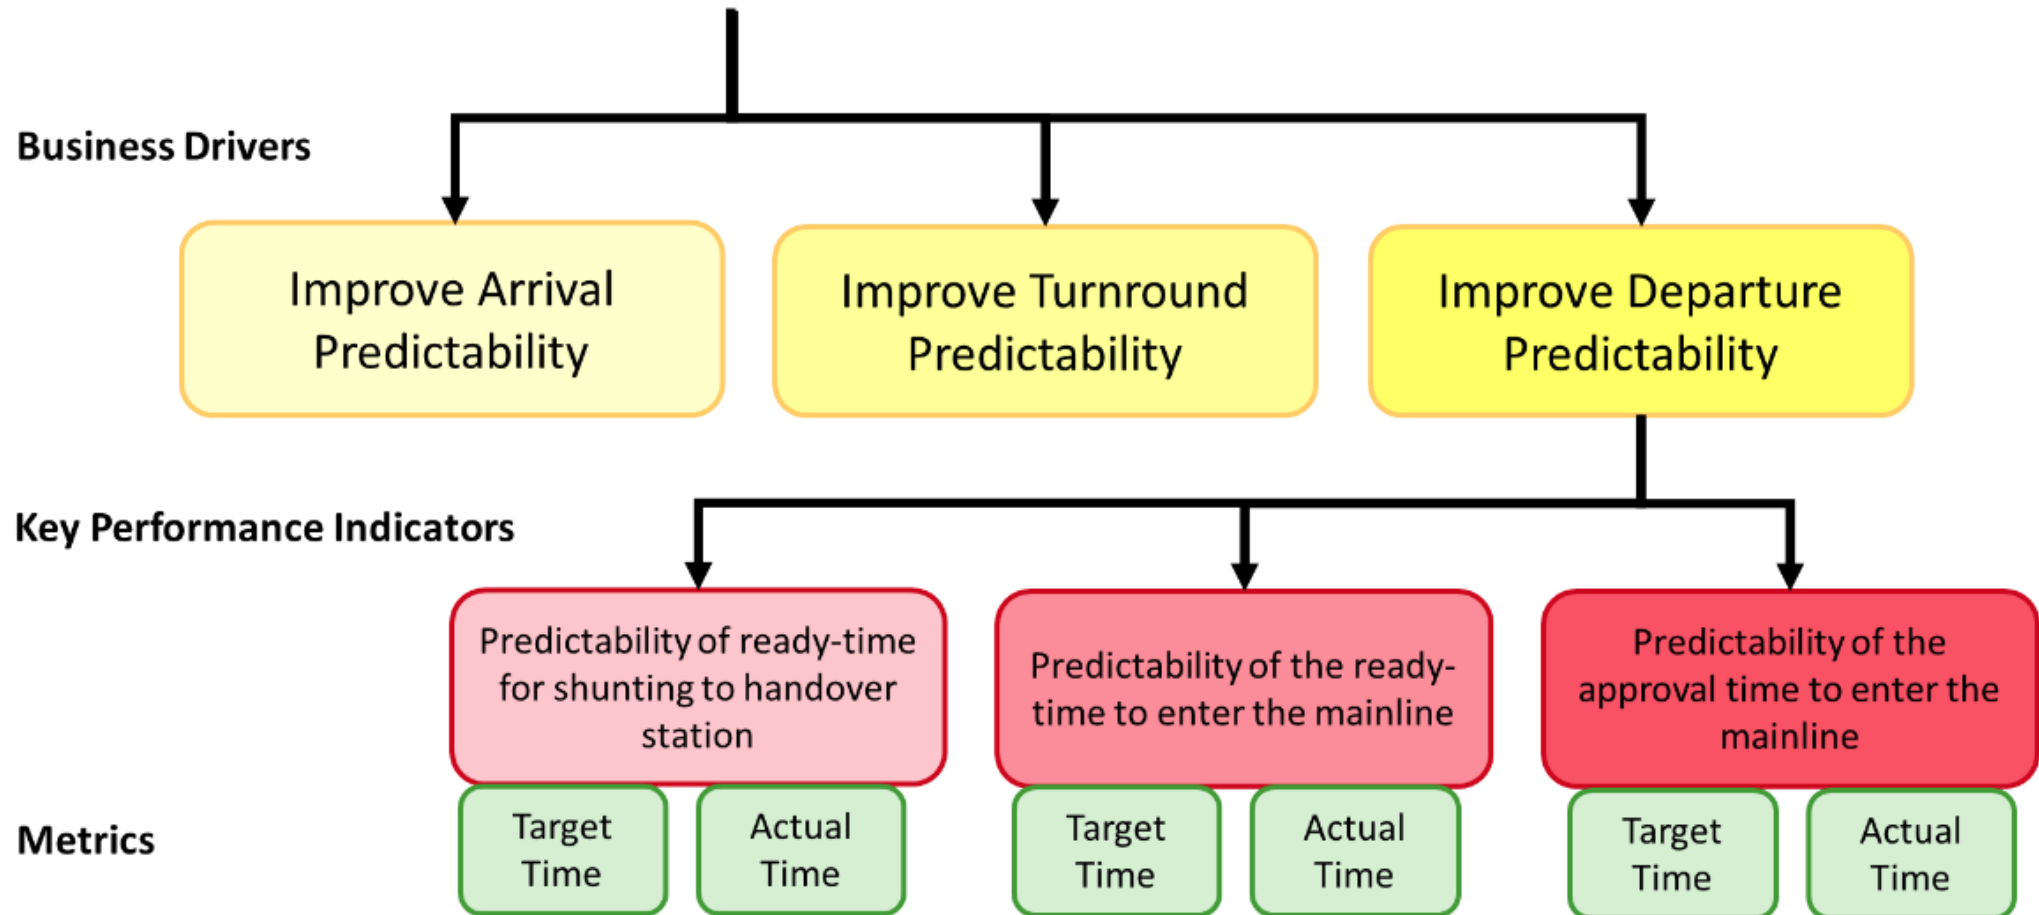 Business Drivers
Improve Arrival
Predictability
Improve Turnround
Predictability
Improve Departure
Predictability
Key Performance Indicators
Predictability of ready-time
for shunting to handover
station
Predictability of the ready-
time to enter the mainline
Predictability of the
approval time to enter the
mainline
Metrics
Target
Time
Actual
Time
Target
Time
Actual
Time
Target
Time
Actual
Time